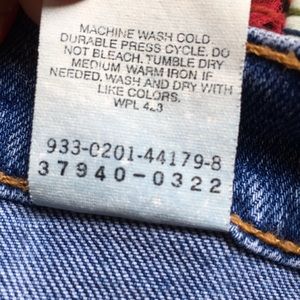 MACHINE WASH COLD
DURABLE PRESS CYCLE. DO
NOT BLEACH. TUMBLE DRY
MEDIUM. WARM IRON IF
NEEDED. WASH AND DRY WITH
LIKE COLORS.
WPL 423
933-0201-44179-8
37940-0322